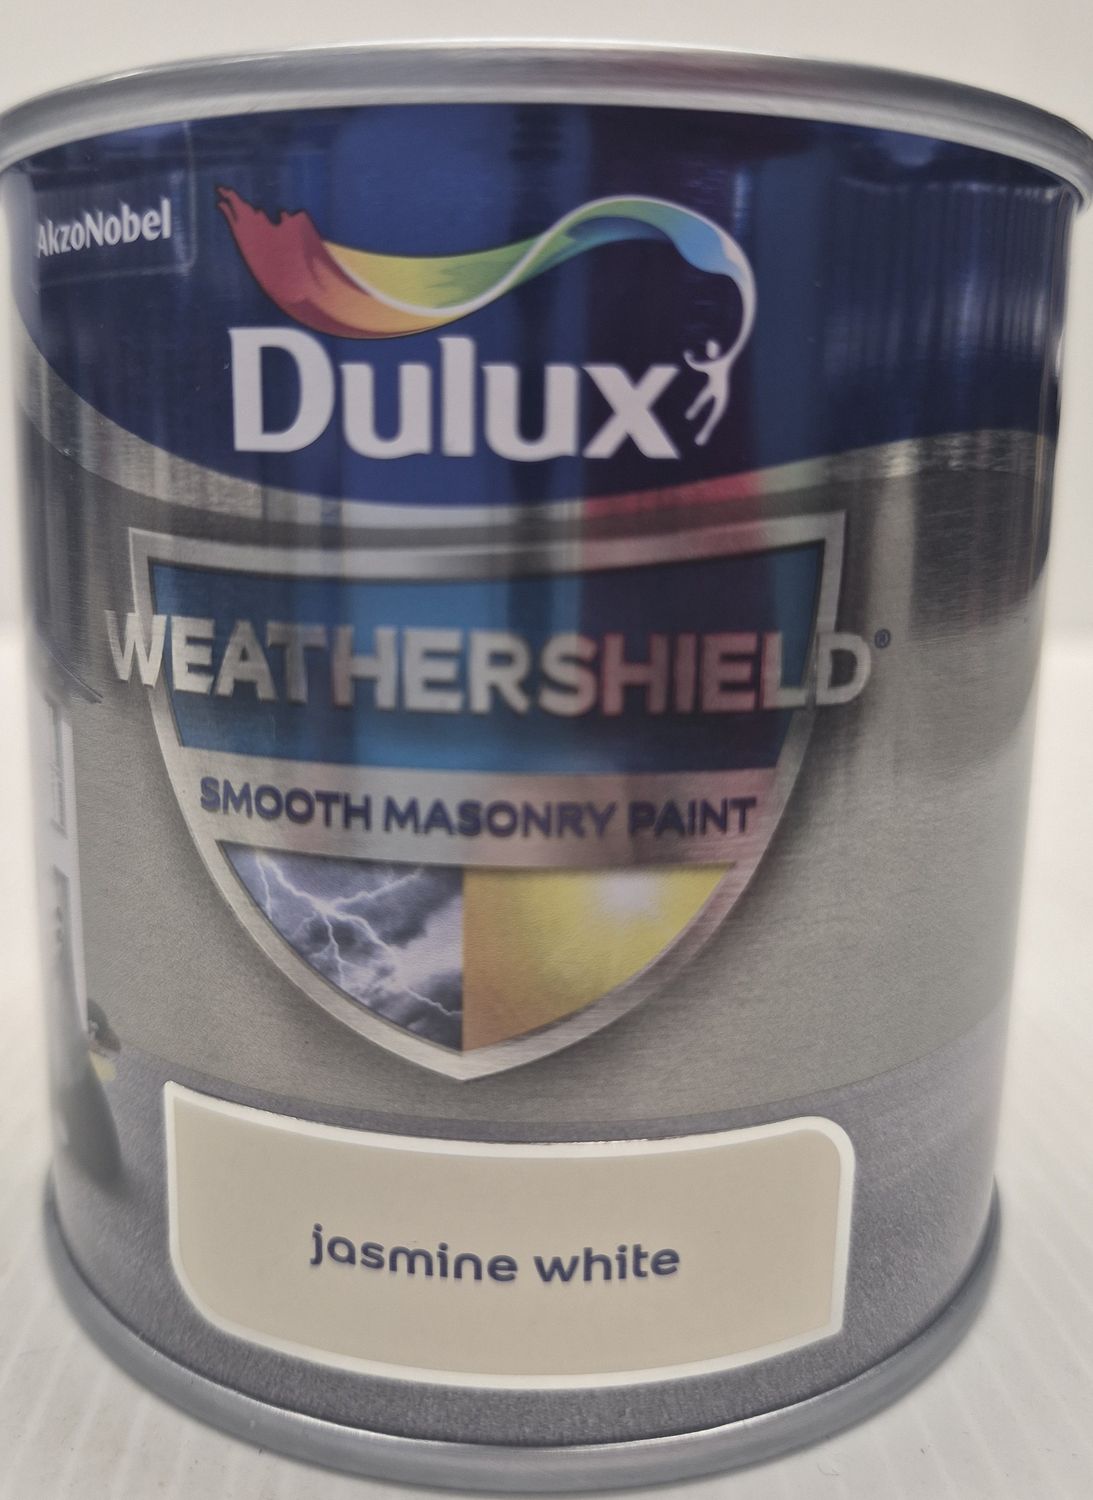 AkzoNobel
Dulux
WEATHERSHIELD®
SMOOTH MASONRY PAINT
jasmine white